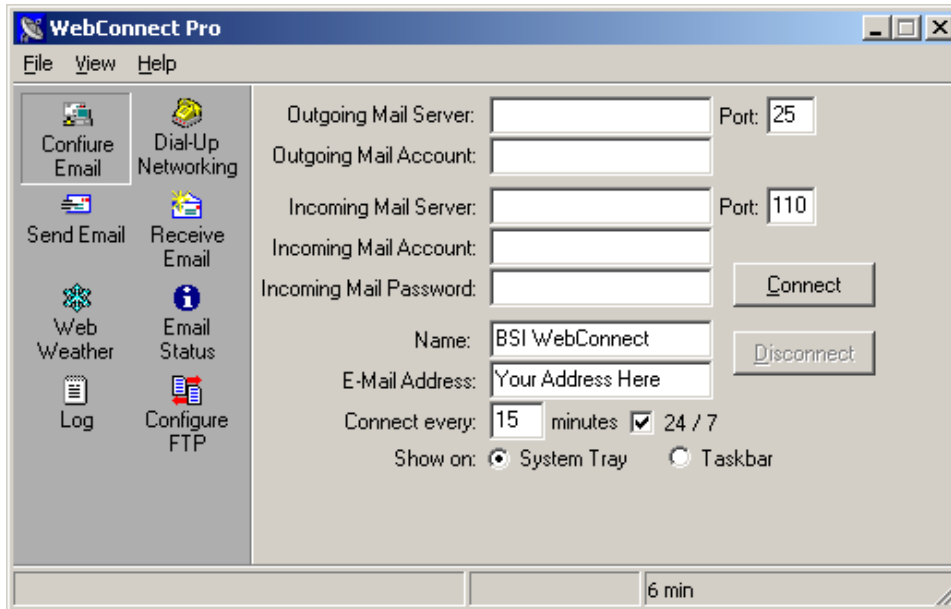 WebConnect Pro
File View Help
Confiure
Email
Dial-Up
Networking
Send Email
Receive
Email
Web
Weather
Email
Status
Log
Configure
FTP
Outgoing Mail Server: Port: 25
Outgoing Mail Account:
Incoming Mail Server: Port: 110
Incoming Mail Account:
Incoming Mail Password:
Connect
Name: BSI WebConnect
Disconnect
E-Mail Address: Your Address Here
Connect every: 15 minutes 24 / 7
Show on: System Tray Taskbar
6 min